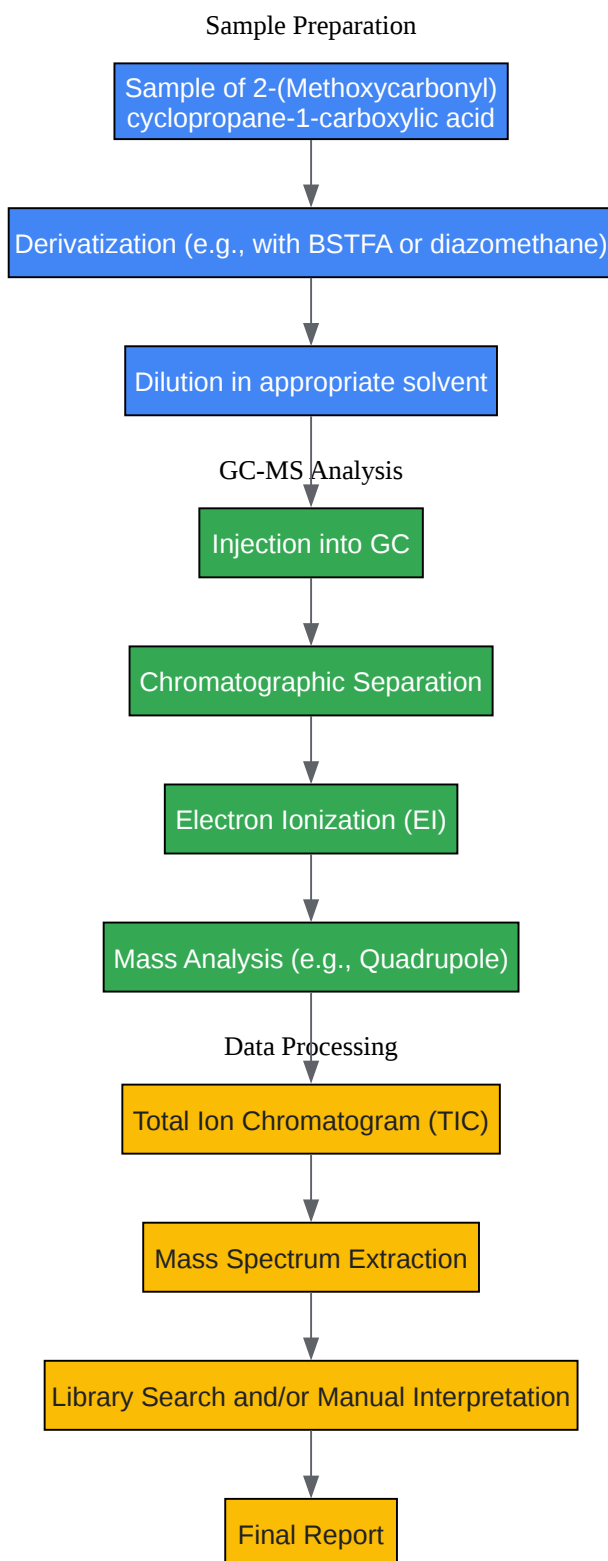 Sample Preparation
Sample of 2-(Methoxycarbonyl)
cyclopropane-1-carboxylic acid
Derivatization (e.g., with BSTFA or diazomethane)
Dilution in appropriate solvent
GC-MS Analysis
Injection into GC
Chromatographic Separation
Electron Ionization (EI)
Mass Analysis (e.g., Quadrupole)
Data Processing
Total Ion Chromatogram (TIC)
Mass Spectrum Extraction
Library Search and/or Manual Interpretation
Final Report